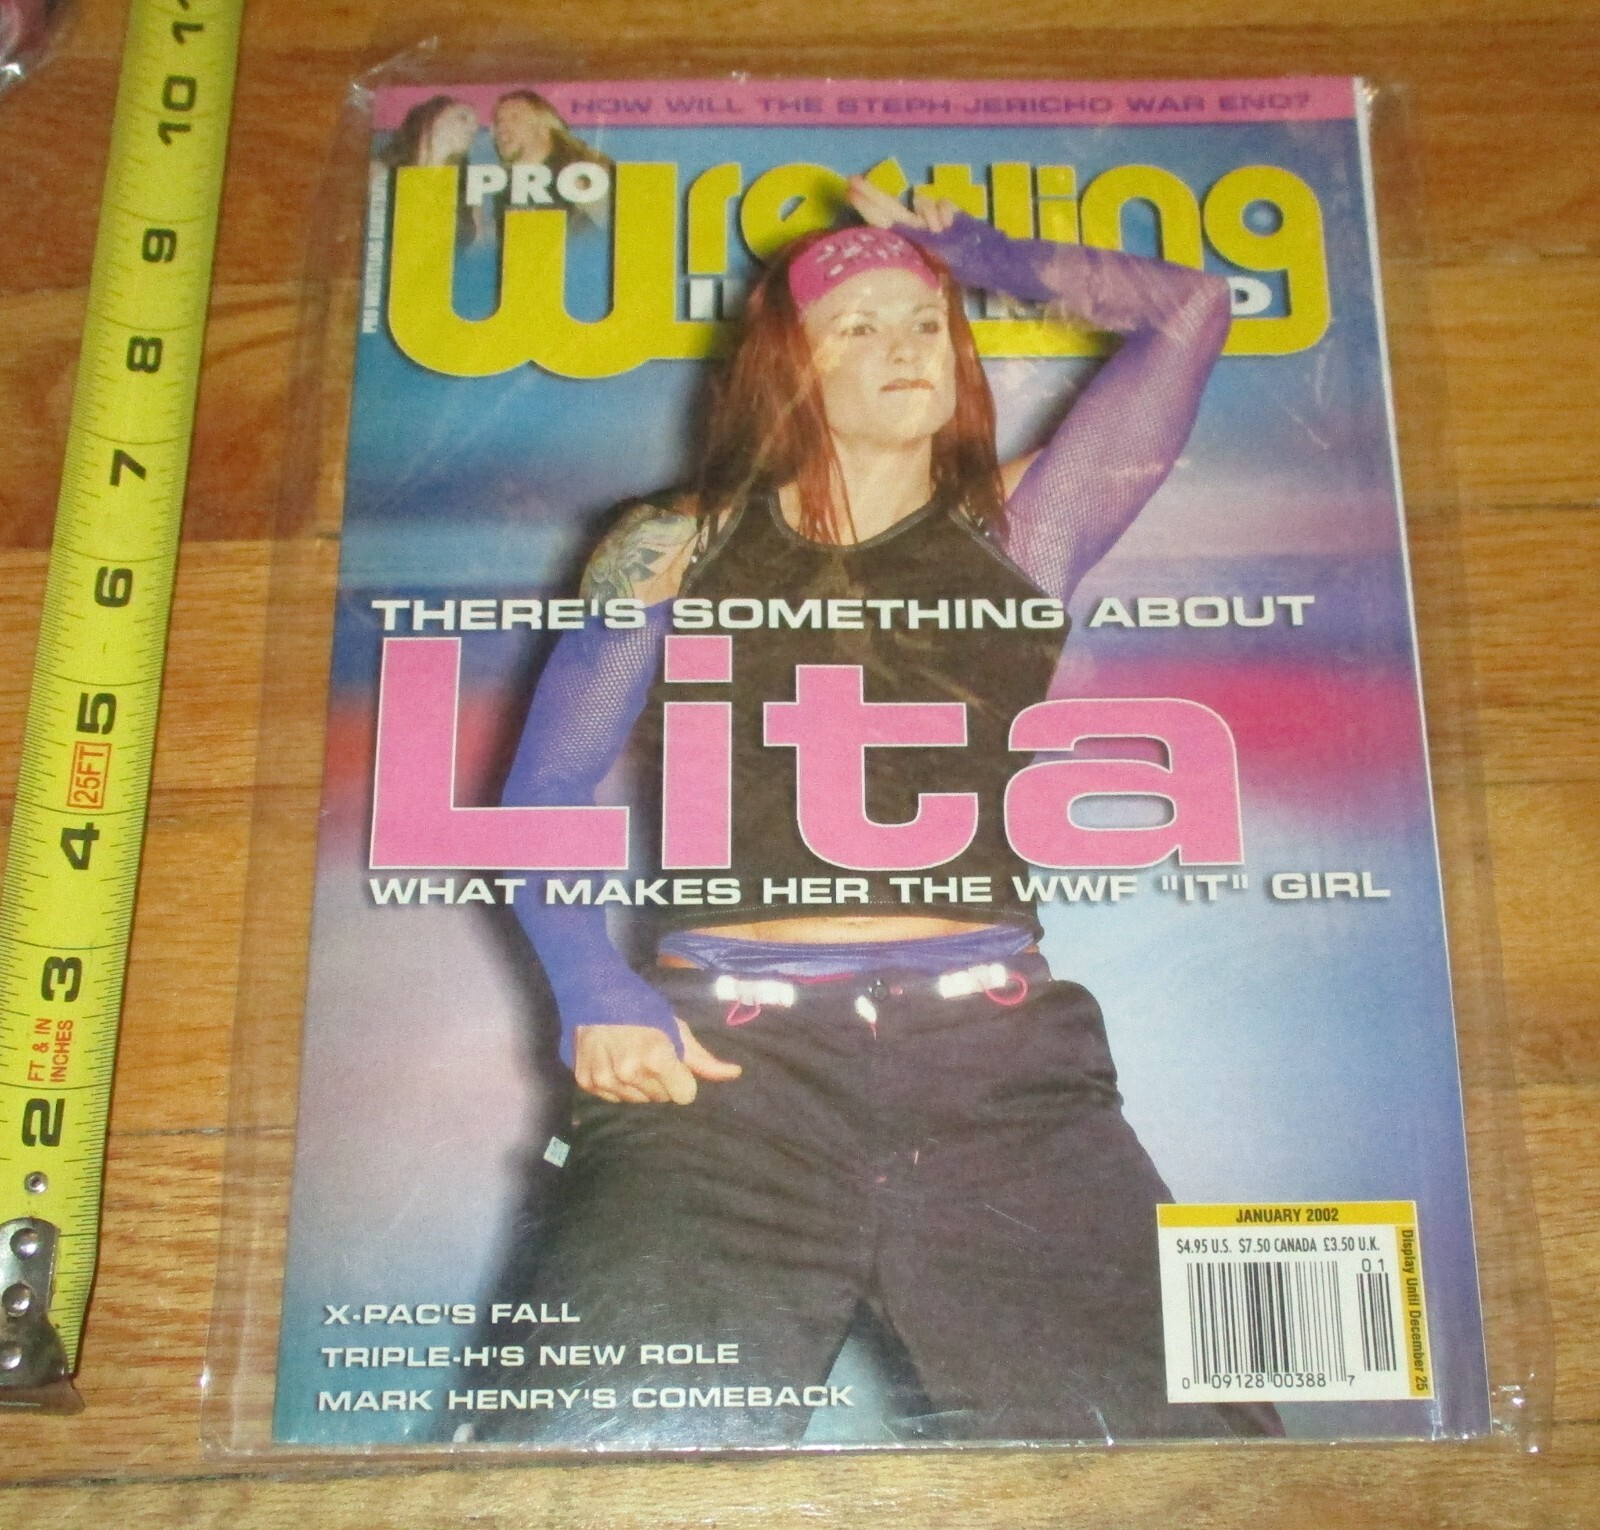 HOW WILL THE STEPH-JERICHO WAR END?
PRO
Wrestling
THERE'S SOMETHING ABOUT
Lita
WHAT MAKES HER THE WWF "IT" GIRL
X-PAC'S FALL
TRIPLE-H'S NEW ROLE
MARK HENRY'S COMEBACK
JANUARY 2002
$4.95 U.S. $7.50 CANADA £3.50 U.K.
01
0 09128 00388 7
Display Until December 25
11
10
9
8
7
6
5
25FT
4
3
FT & IN
INCHES
2